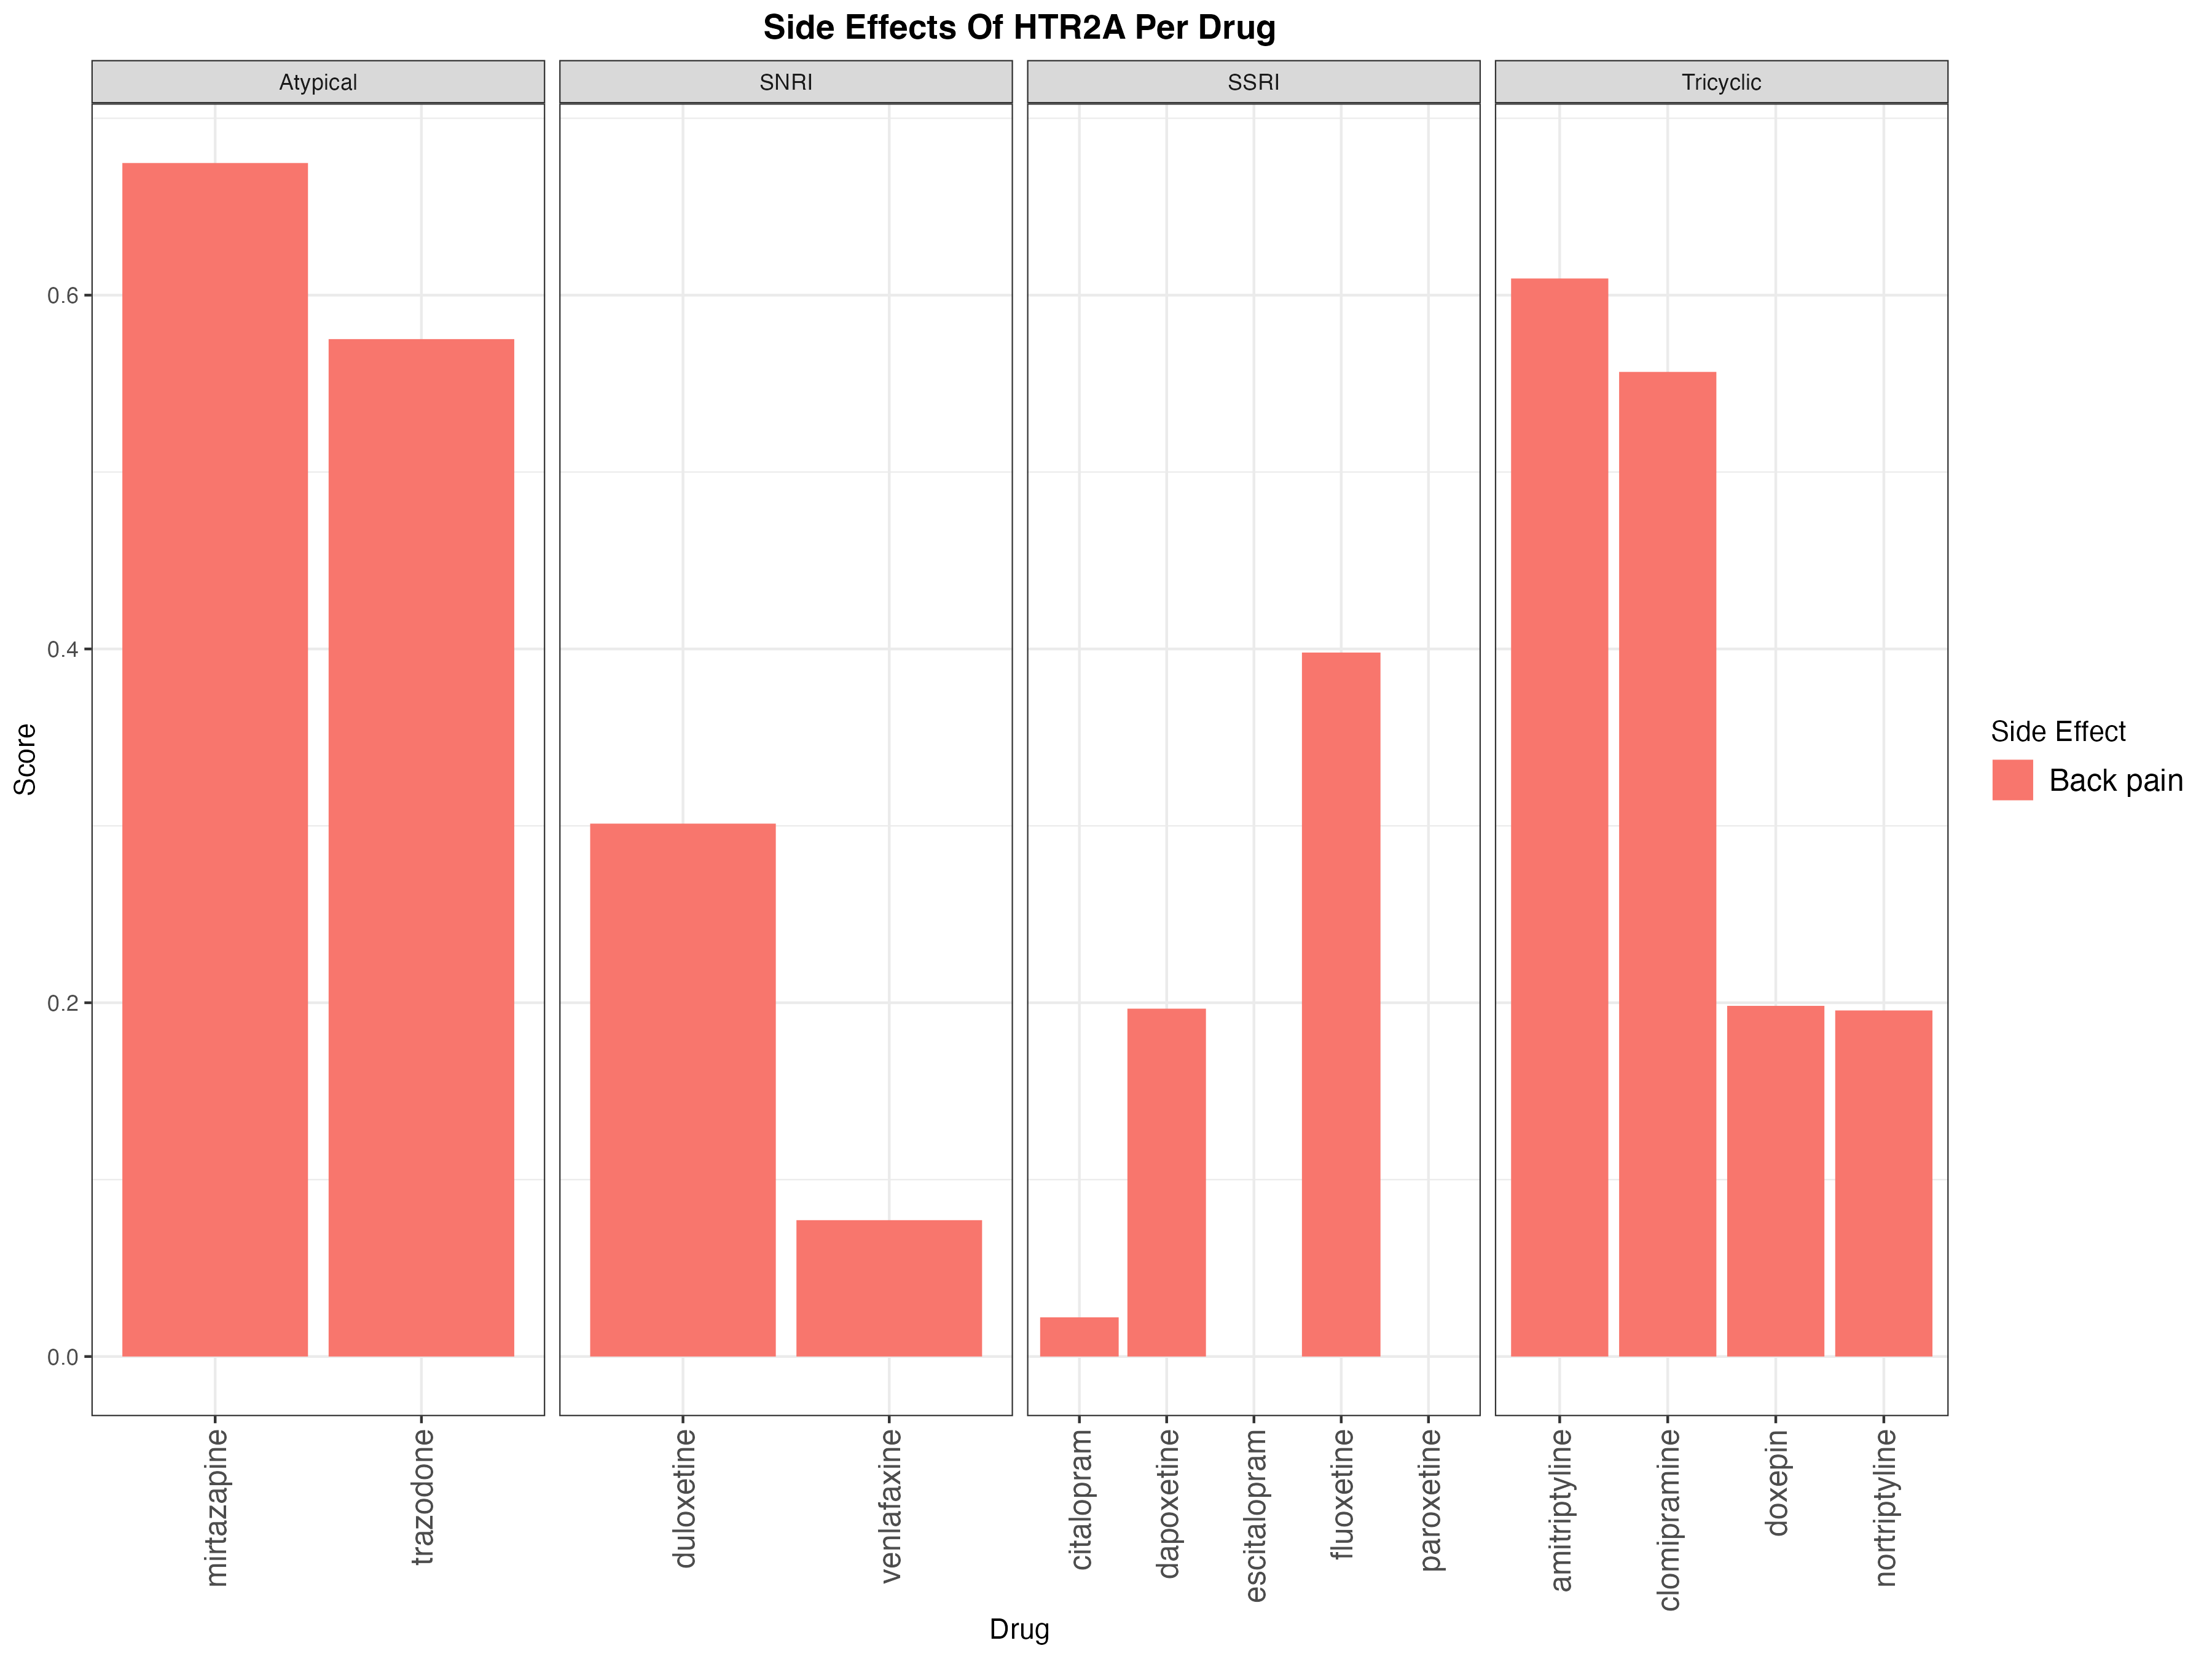 Side Effects Of HTR2A Per Drug
Atypical
SNRI
SSRI
Tricyclic
0.6
0.4
0.2
0.0
Score
mirtazapine
trazodone
duloxetine
venlafaxine
citalopram
dapoxetine
escitalopram
fluoxetine
paroxetine
amitriptyline
clomipramine
doxepin
nortriptyline
Drug
Side Effect
Back pain